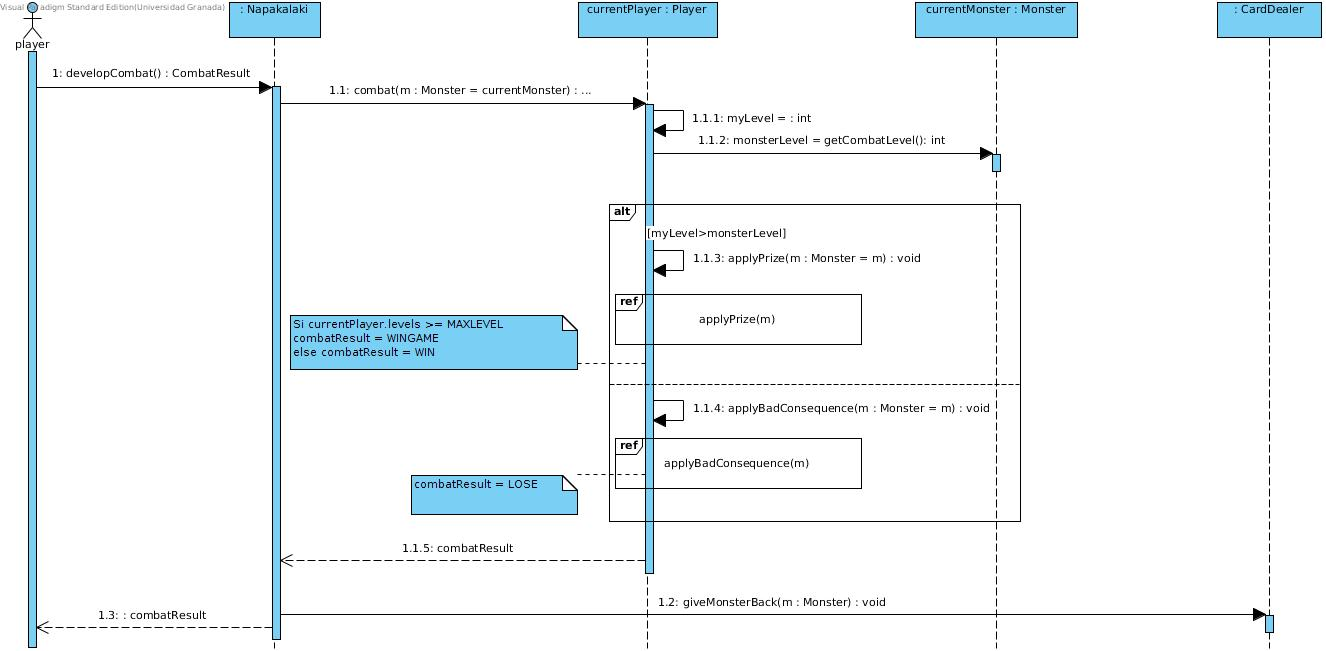 Visual Paradigm Standard Edition(Universidad Granada)
player
: Napakalaki
currentPlayer : Player
currentMonster : Monster
: CardDealer
1: developCombat() : CombatResult
1.1: combat(m : Monster = currentMonster) : ...
1.1.1: myLevel = : int
1.1.2: monsterLevel = getCombatLevel(): int
alt
[myLevel>monsterLevel]
1.1.3: applyPrize(m : Monster = m) : void
ref
applyPrize(m)
Si currentPlayer.levels >= MAXLEVEL
combatResult = WINGAME
else combatResult = WIN
1.1.4: applyBadConsequence(m : Monster = m) : void
ref
applyBadConsequence(m)
combatResult = LOSE
1.1.5: combatResult
1.2: giveMonsterBack(m : Monster) : void
1.3: : combatResult